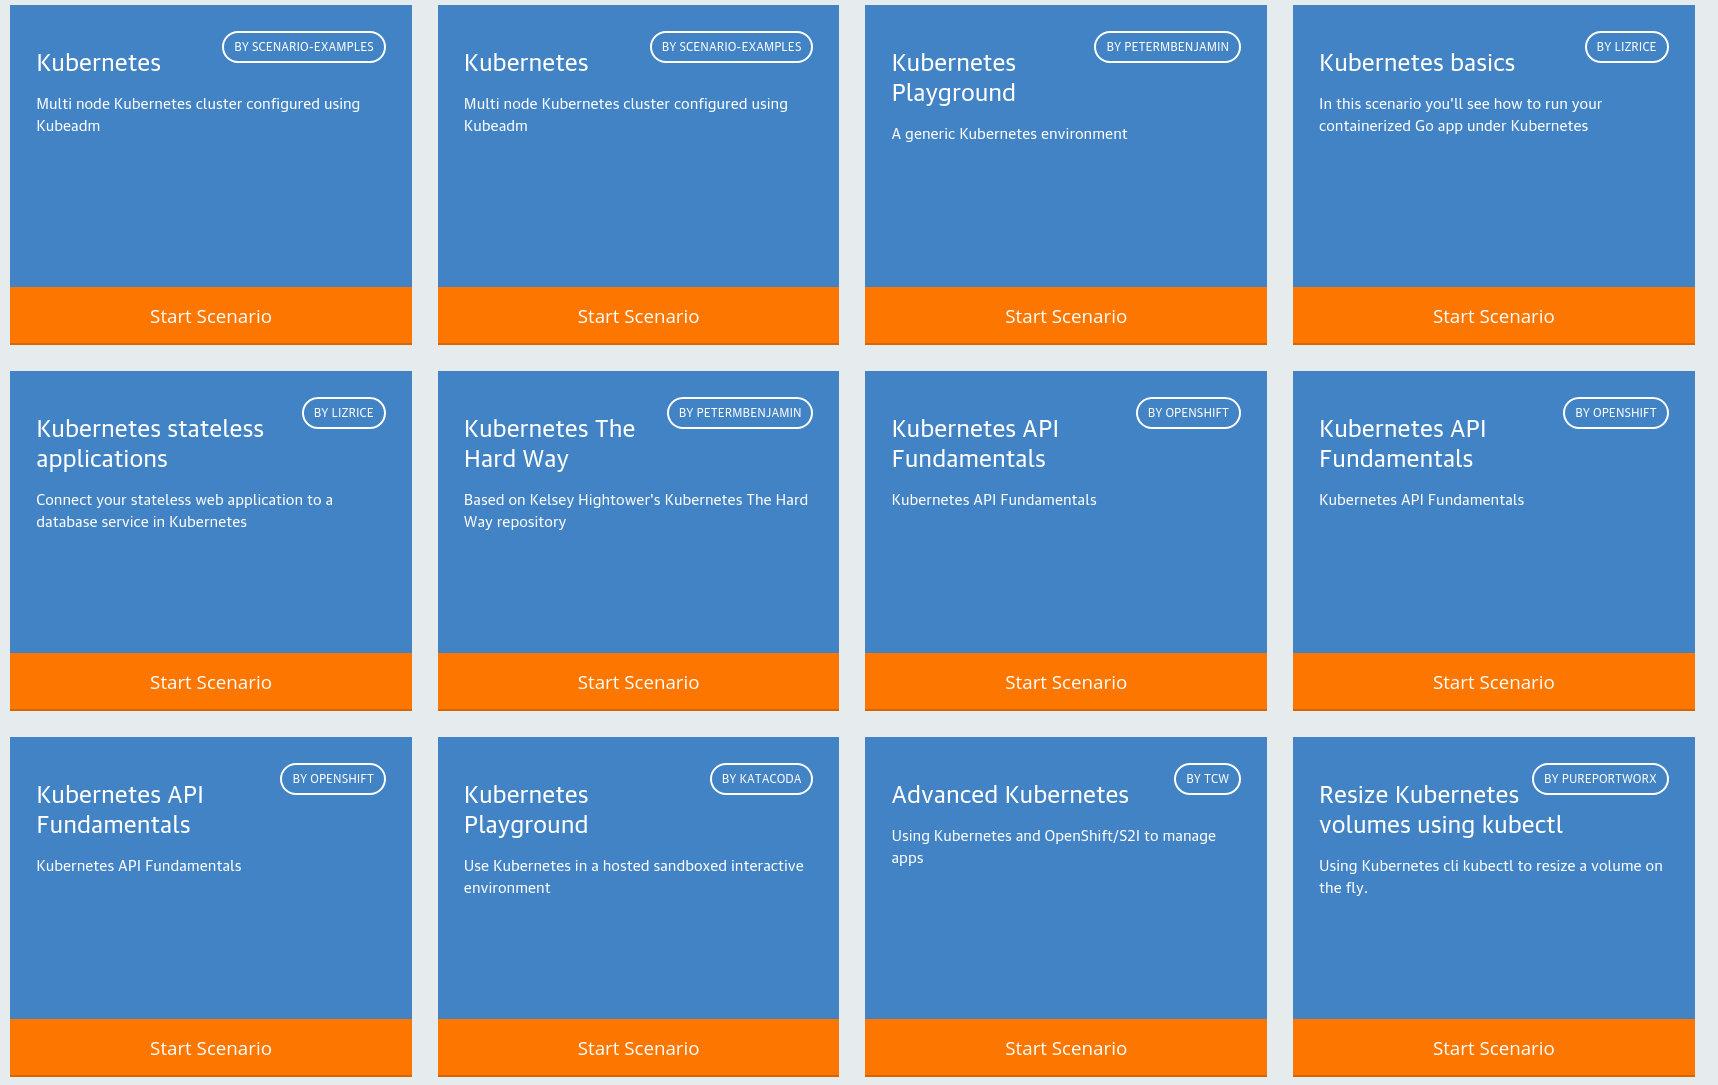 Kubernetes
BY SCENARIO-EXAMPLES
Multi node Kubernetes cluster configured using
Kubeadm
Start Scenario
Kubernetes
BY SCENARIO-EXAMPLES
Multi node Kubernetes cluster configured using
Kubeadm
Start Scenario
Kubernetes
Playground
BY PETERMBENJAMIN
A generic Kubernetes environment
Start Scenario
Kubernetes basics
BY LIZRICE
In this scenario you'll see how to run your
containerized Go app under Kubernetes
Start Scenario
Kubernetes stateless
applications
BY LIZRICE
Connect your stateless web application to a
database service in Kubernetes
Start Scenario
Kubernetes The
Hard Way
BY PETERMBENJAMIN
Based on Kelsey Hightower's Kubernetes The Hard
Way repository
Start Scenario
Kubernetes API
Fundamentals
BY OPENSHIFT
Kubernetes API Fundamentals
Start Scenario
Kubernetes API
Fundamentals
BY OPENSHIFT
Kubernetes API Fundamentals
Start Scenario
Kubernetes API
Fundamentals
BY OPENSHIFT
Kubernetes API Fundamentals
Start Scenario
Kubernetes
Playground
BY KATACODA
Use Kubernetes in a hosted sandboxed interactive
environment
Start Scenario
Advanced Kubernetes
BY TCW
Using Kubernetes and OpenShift/S2I to manage
apps
Start Scenario
Resize Kubernetes
volumes using kubectl
BY PUREPORTWORX
Using Kubernetes cli kubectl to resize a volume on
the fly.
Start Scenario